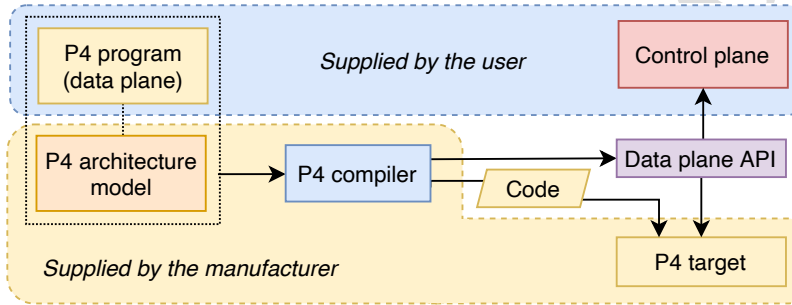 P4 program
(data plane)
Supplied by the user
Control plane
P4 architecture
model
P4 compiler
Data plane API
Code
Supplied by the manufacturer
P4 target